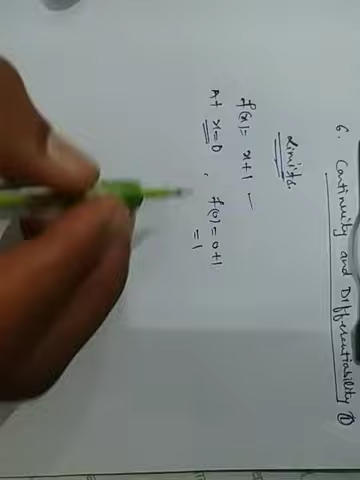 6. Continuity and Differentiability ①
Limits.
f(x) = x+1 —
At x=0, f(0) = 0+1
= 1